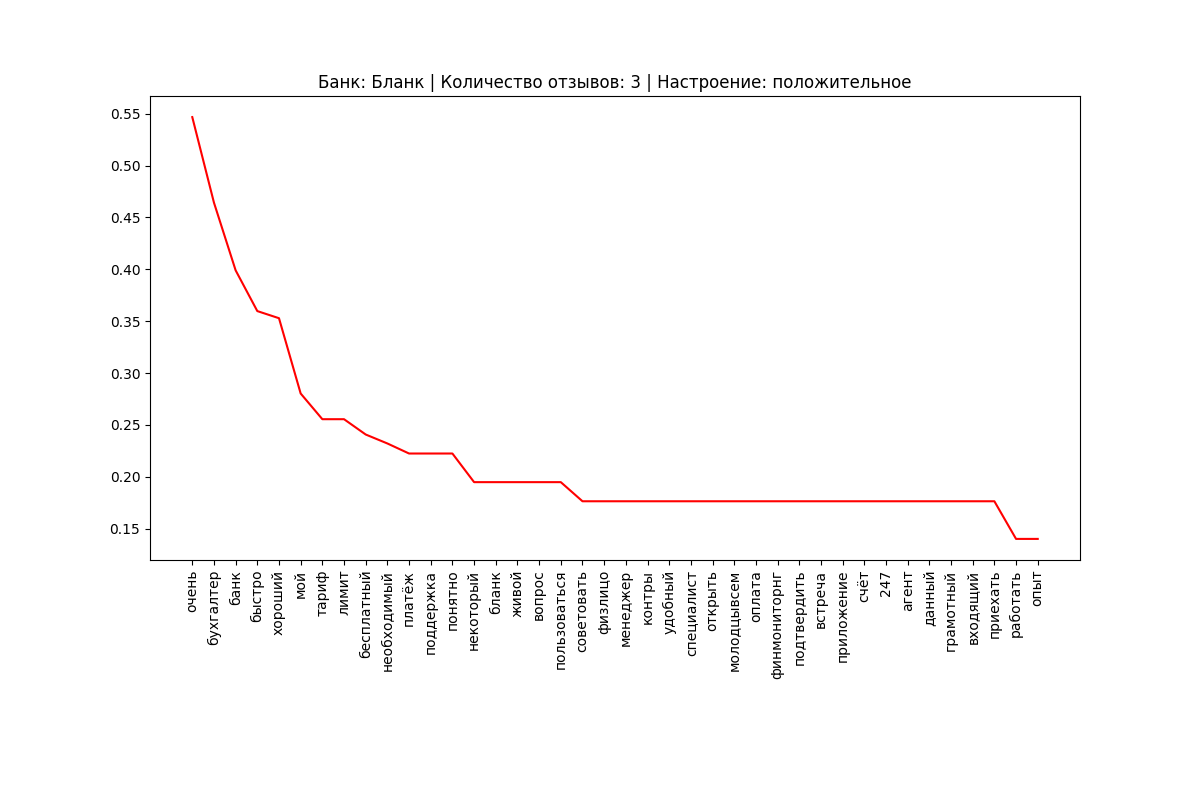 Банк: Бланк | Количество отзывов: 3 | Настроение: положительное
0.55
0.50
0.45
0.40
0.35
0.30
0.25
0.20
0.15
очень
бухгалтер
банк
быстро
хороший
мой
тариф
лимит
бесплатный
необходимый
платёж
поддержка
понятно
некоторый
бланк
живой
вопрос
пользоваться
советовать
физлицо
менеджер
контры
удобный
специалист
открыть
молодцывсем
оплата
финмониторнг
подтвердить
встреча
приложение
счёт
247
агент
данный
грамотный
входящий
приехать
работать
опыт